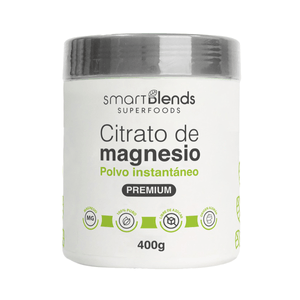 smartblends
SUPERFOODS
Citrato de
magnesio
Polvo instantáneo
PREMIUM
MG
400g